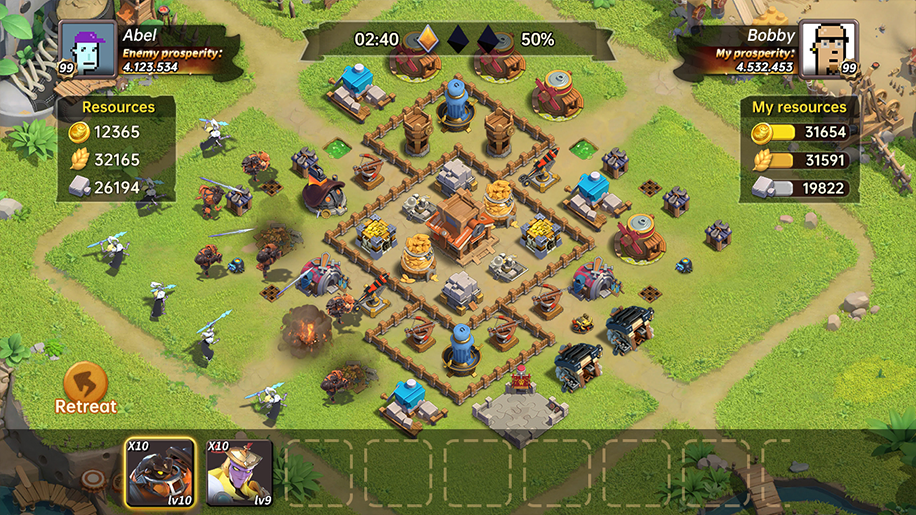 Abel
Enemy prosperity:
4.123.534
99
02:40
50%
Bobby
My prosperity:
4.532.453
99
Resources
12365
32165
26194
My resources
31654
31591
19822
Retreat
X10
lv10
X10
lv9